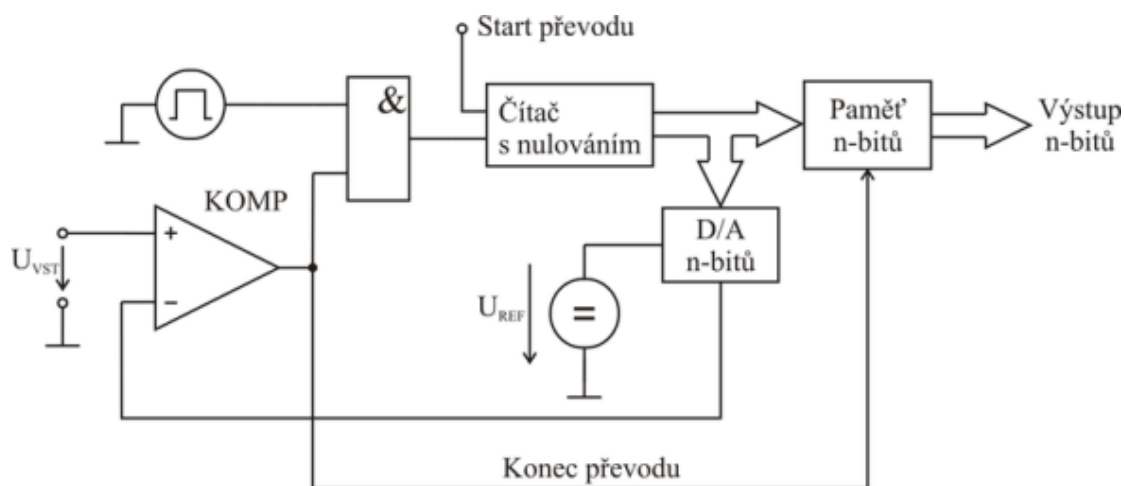 Start převodu
&
Čítač
s nulováním
Paměť
n-bitů
Výstup
n-bitů
KOMP
+
U_VST
−
D/A
n-bitů
U_REF
=
Konec převodu